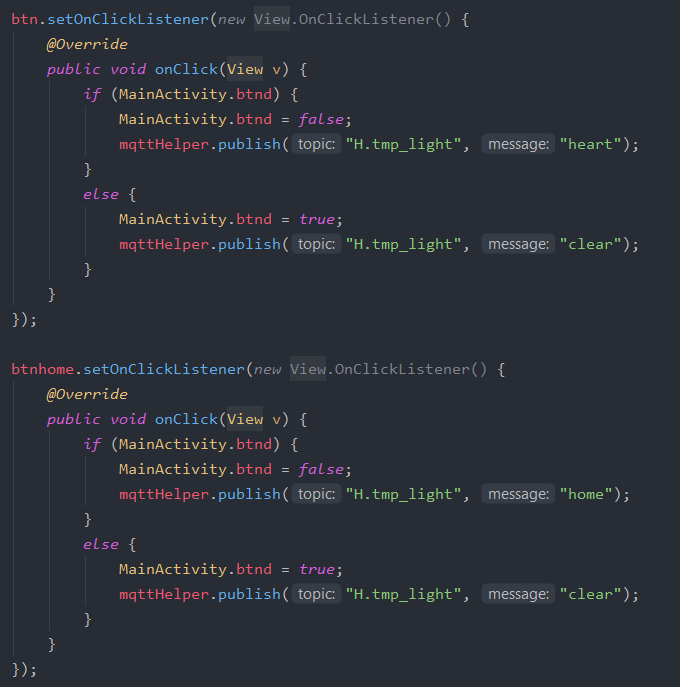 btn.setOnClickListener(new View.OnClickListener() {
    @Override
    public void onClick(View v) {
        if (MainActivity.btnd) {
            MainActivity.btnd = false;
            mqttHelper.publish( topic: "H.tmp_light", message: "heart");
        }
        else {
            MainActivity.btnd = true;
            mqttHelper.publish( topic: "H.tmp_light", message: "clear");
        }
    }
});

btnhome.setOnClickListener(new View.OnClickListener() {
    @Override
    public void onClick(View v) {
        if (MainActivity.btnd) {
            MainActivity.btnd = false;
            mqttHelper.publish( topic: "H.tmp_light", message: "home");
        }
        else {
            MainActivity.btnd = true;
            mqttHelper.publish( topic: "H.tmp_light", message: "clear");
        }
    }
});